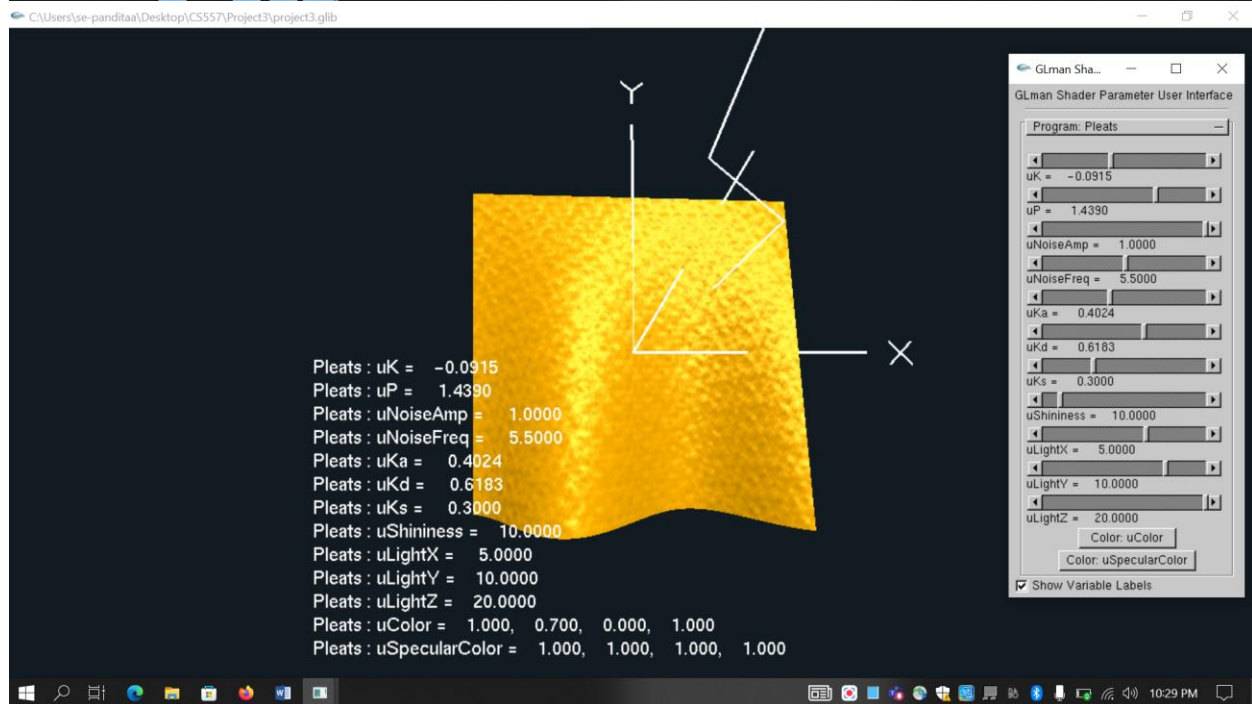 C:\Users\se-panditaa\Desktop\CS557\Project3\project3.glib
Y
X
Pleats : uK = -0.0915
Pleats : uP = 1.4390
Pleats : uNoiseAmp = 1.0000
Pleats : uNoiseFreq = 5.5000
Pleats : uKa = 0.4024
Pleats : uKd = 0.6183
Pleats : uKs = 0.3000
Pleats : uShininess = 10.0000
Pleats : uLightX = 5.0000
Pleats : uLightY = 10.0000
Pleats : uLightZ = 20.0000
Pleats : uColor = 1.000, 0.700, 0.000, 1.000
Pleats : uSpecularColor = 1.000, 1.000, 1.000, 1.000
GLman Sha...
GLman Shader Parameter User Interface
Program: Pleats
uK = -0.0915
uP = 1.4390
uNoiseAmp = 1.0000
uNoiseFreq = 5.5000
uKa = 0.4024
uKd = 0.6183
uKs = 0.3000
uShininess = 10.0000
uLightX = 5.0000
uLightY = 10.0000
uLightZ = 20.0000
Color: uColor
Color: uSpecularColor
Show Variable Labels
10:29 PM